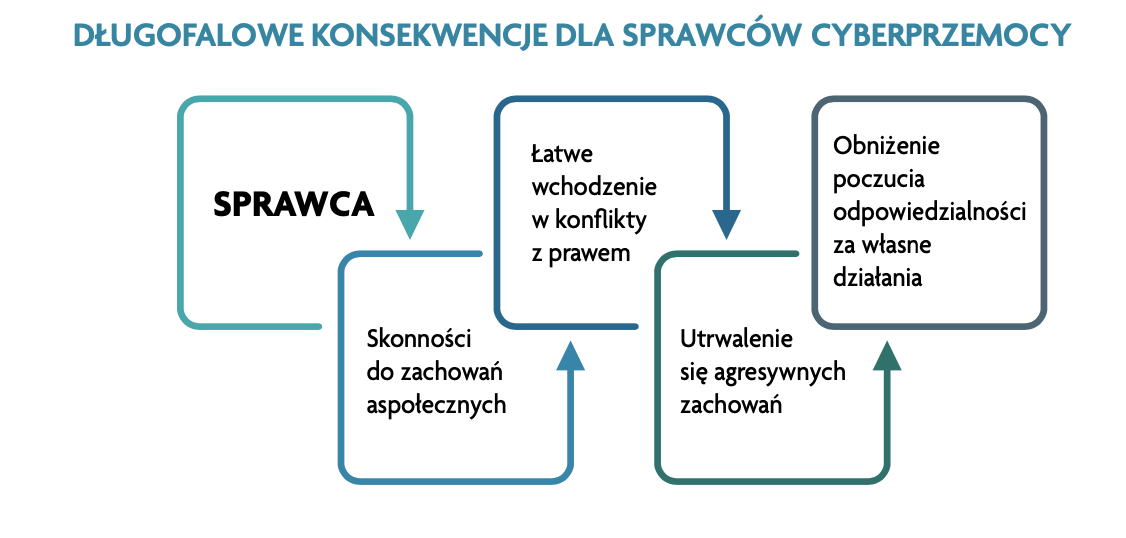 DŁUGOFALOWE KONSEKWENCJE DLA SPRAWCÓW CYBERPRZEMOCY
SPRAWCA
Skonności
do zachowań
aspołecznych
Łatwe
wchodzenie
w konflikty
z prawem
Utrwalenie
się agresywnych
zachowań
Obniżenie
poczucia
odpowiedzialności
za własne
działania